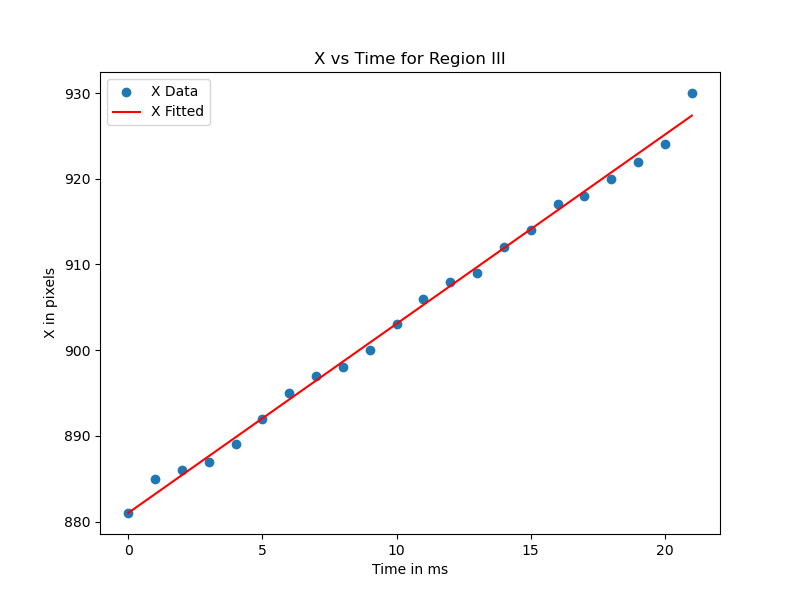 X vs Time for Region III
X Data
X Fitted
930
920
910
900
890
880
X in pixels
0 5 10 15 20
Time in ms